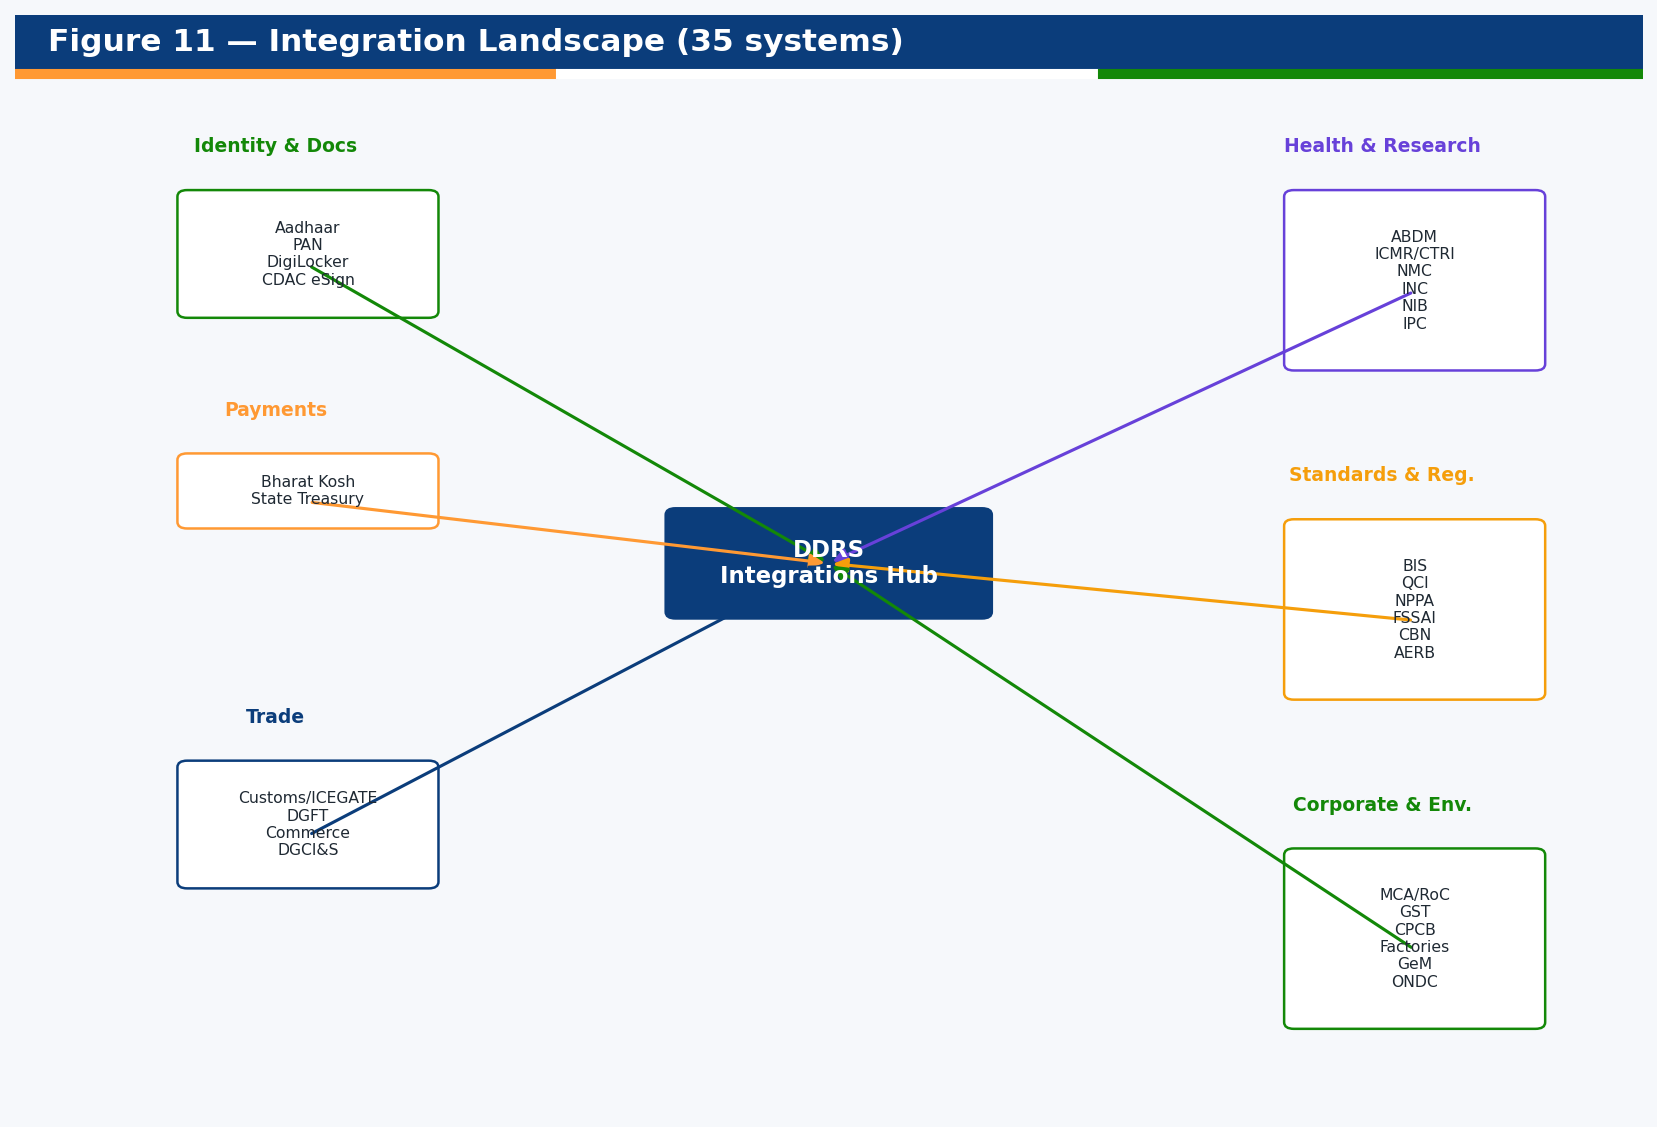 Figure 11 — Integration Landscape (35 systems)
Identity & Docs
Aadhaar
PAN
DigiLocker
CDAC eSign
Payments
Bharat Kosh
State Treasury
Trade
Customs/ICEGATE
DGFT
Commerce
DGCI&S
DDRS
Integrations Hub
Health & Research
ABDM
ICMR/CTRI
NMC
INC
NIB
IPC
Standards & Reg.
BIS
QCI
NPPA
FSSAI
CBN
AERB
Corporate & Env.
MCA/RoC
GST
CPCB
Factories
GeM
ONDC